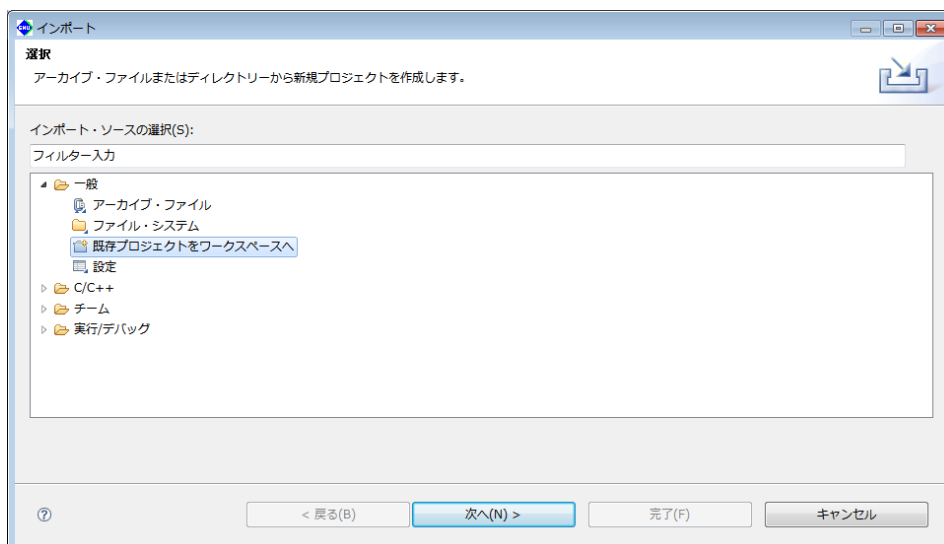 インポート
選択
アーカイブ・ファイルまたはディレクトリーから新規プロジェクトを作成します。
インポート・ソースの選択(S):
フィルター入力
一般
アーカイブ・ファイル
ファイル・システム
既存プロジェクトをワークスペースへ
設定
C/C++
チーム
実行/デバッグ
< 戻る(B) 次へ(N) > 完了(F) キャンセル